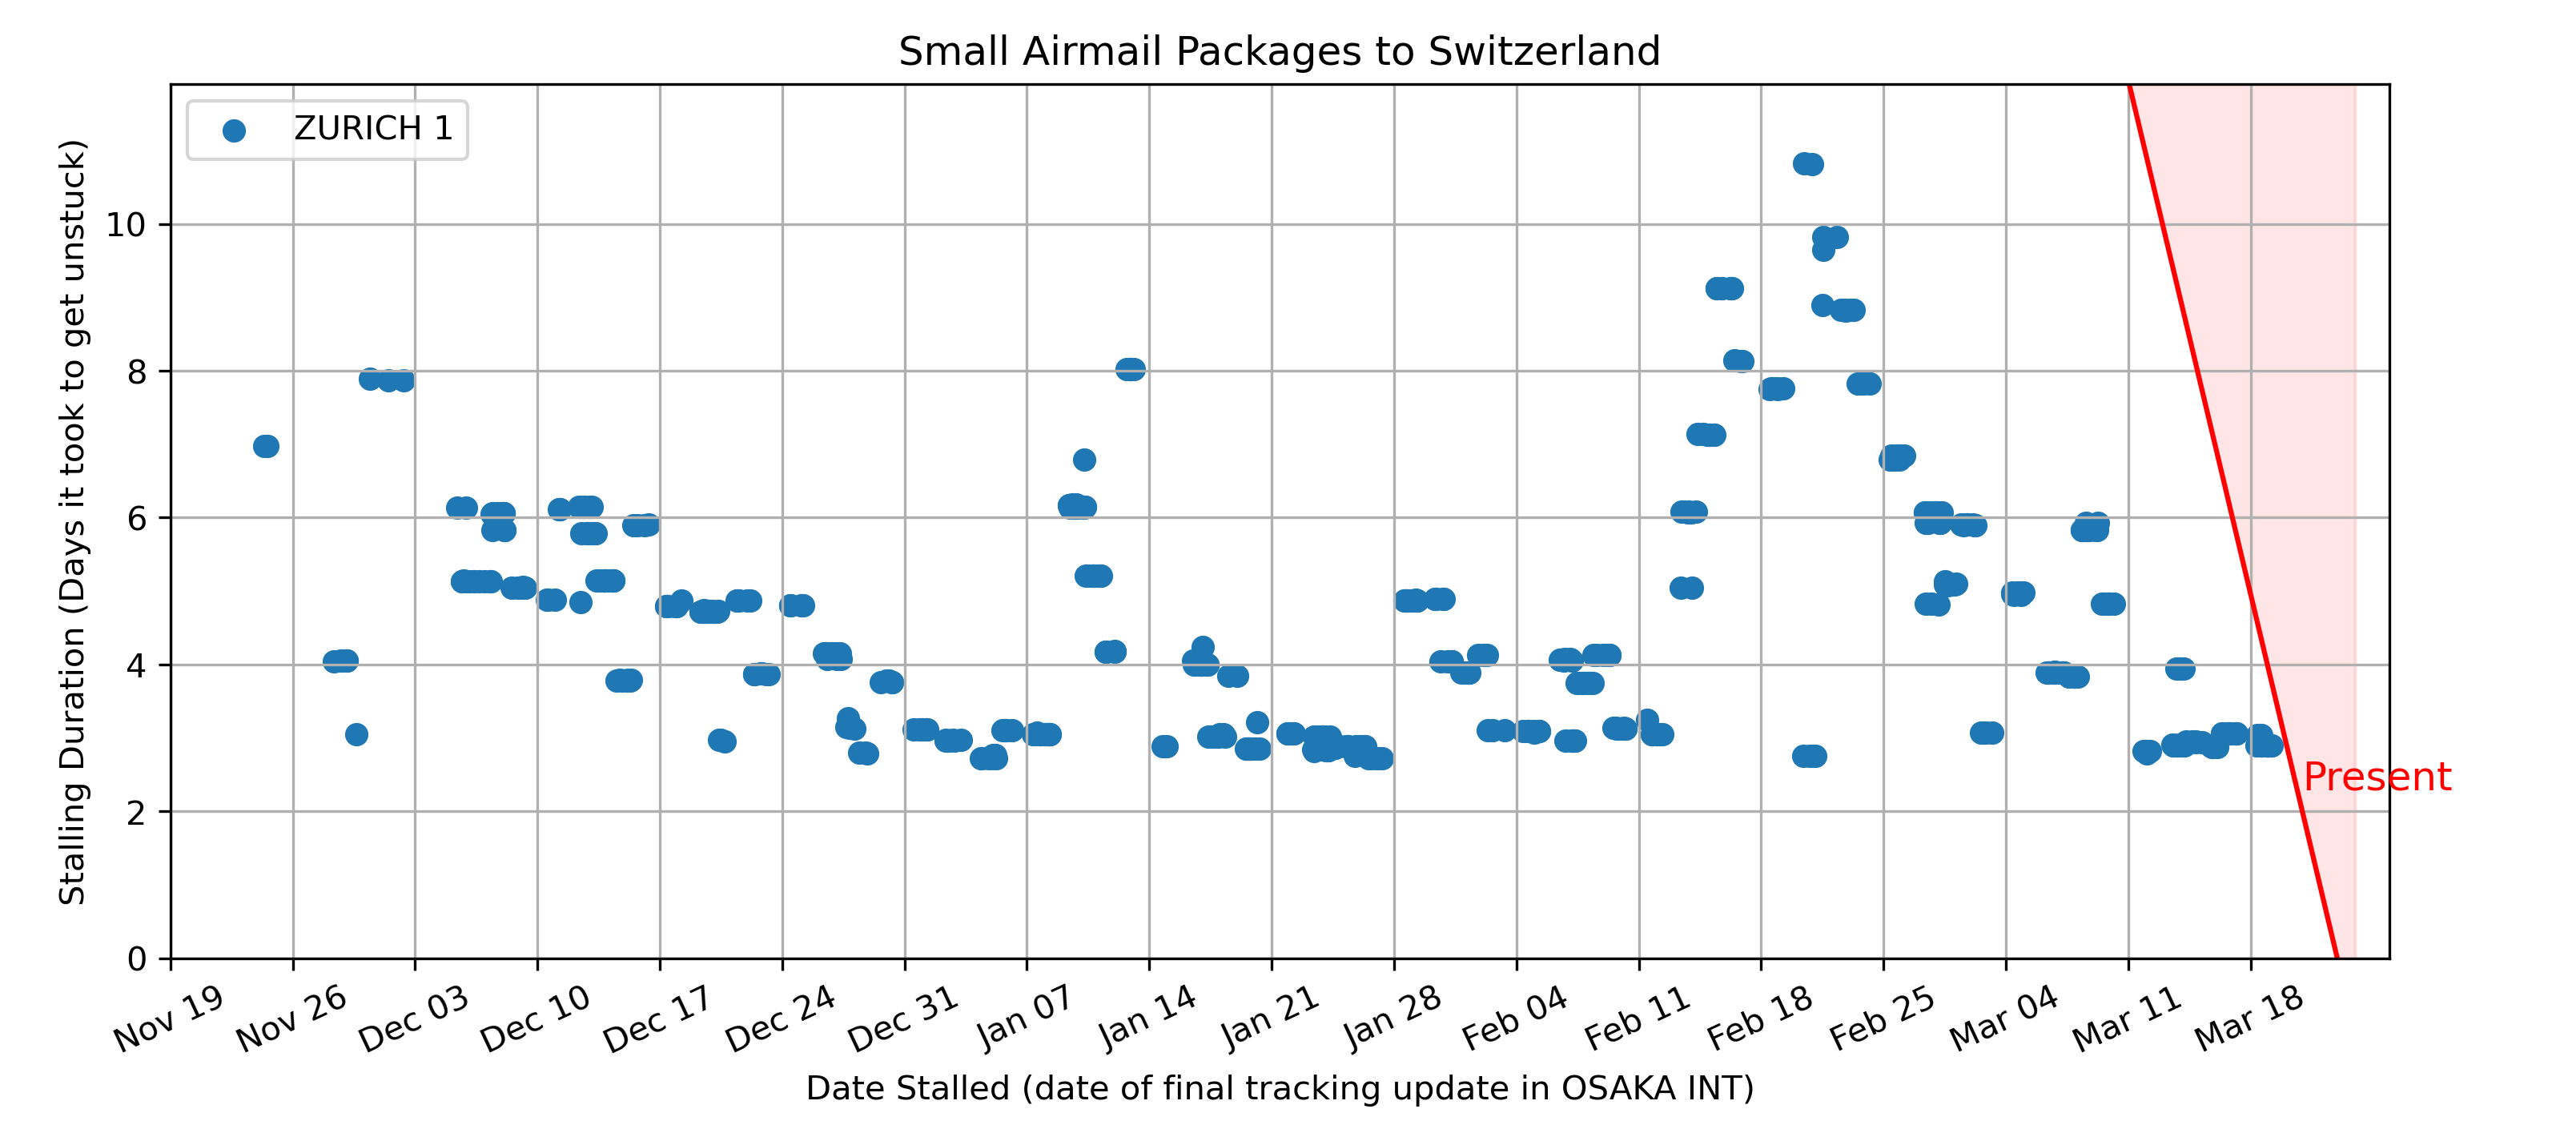 Small Airmail Packages to Switzerland
ZURICH 1
Stalling Duration (Days it took to get unstuck)
10
8
6
4
2
0
Present
Nov 19
Nov 26
Dec 03
Dec 10
Dec 17
Dec 24
Dec 31
Jan 07
Jan 14
Jan 21
Jan 28
Feb 04
Feb 11
Feb 18
Feb 25
Mar 04
Mar 11
Mar 18
Date Stalled (date of final tracking update in OSAKA INT)